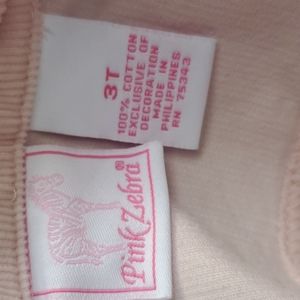 3T
100% COTTON
EXCLUSIVE OF
DECORATION
MADE IN
PHILIPPINES
RN 75343
Pink Zebra®